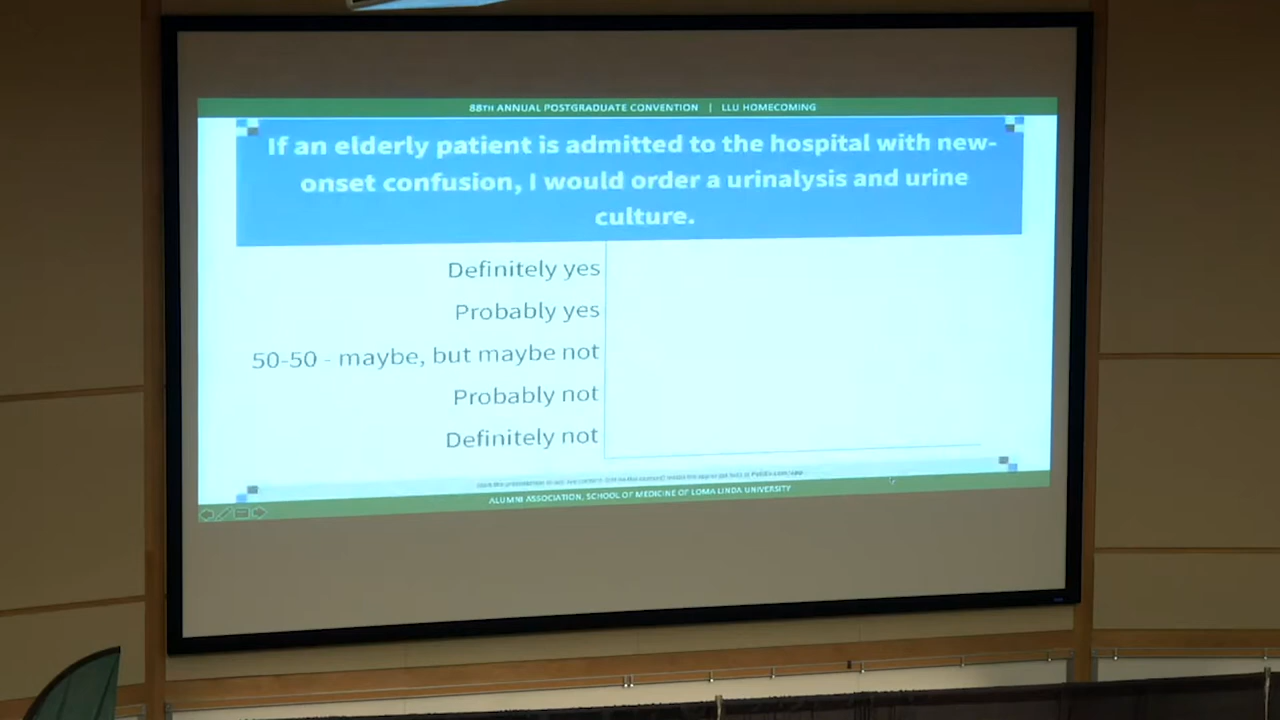 88TH ANNUAL POSTGRADUATE CONVENTION | LLU HOMECOMING
If an elderly patient is admitted to the hospital with new-
onset confusion, I would order a urinalysis and urine
culture.
Definitely yes
Probably yes
50-50 - maybe, but maybe not
Probably not
Definitely not
ALUMNI ASSOCIATION, SCHOOL OF MEDICINE OF LOMA LINDA UNIVERSITY